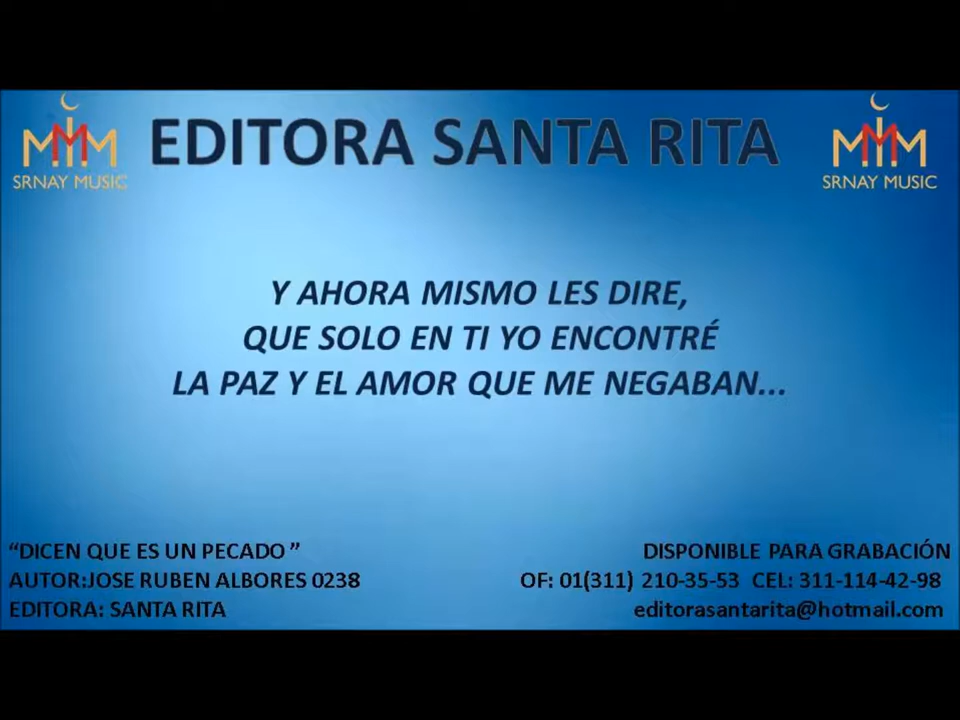 EDITORA SANTA RITA
SRNAY MUSIC
SRNAY MUSIC
Y AHORA MISMO LES DIRE,
QUE SOLO EN TI YO ENCONTRÉ
LA PAZ Y EL AMOR QUE ME NEGABAN...
“DICEN QUE ES UN PECADO ”
AUTOR:JOSE RUBEN ALBORES 0238
EDITORA: SANTA RITA
DISPONIBLE PARA GRABACIÓN
OF: 01(311) 210-35-53 CEL: 311-114-42-98
editorasantarita@hotmail.com